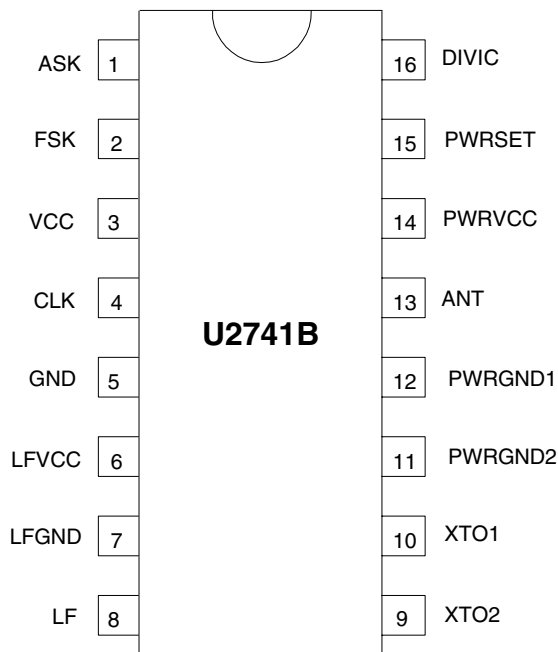 ASK 1 16 DIVIC
FSK 2 15 PWRSET
VCC 3 14 PWRVCC
CLK 4 13 ANT
U2741B
GND 5 12 PWRGND1
LFVCC 6 11 PWRGND2
LFGND 7 10 XTO1
LF 8 9 XTO2